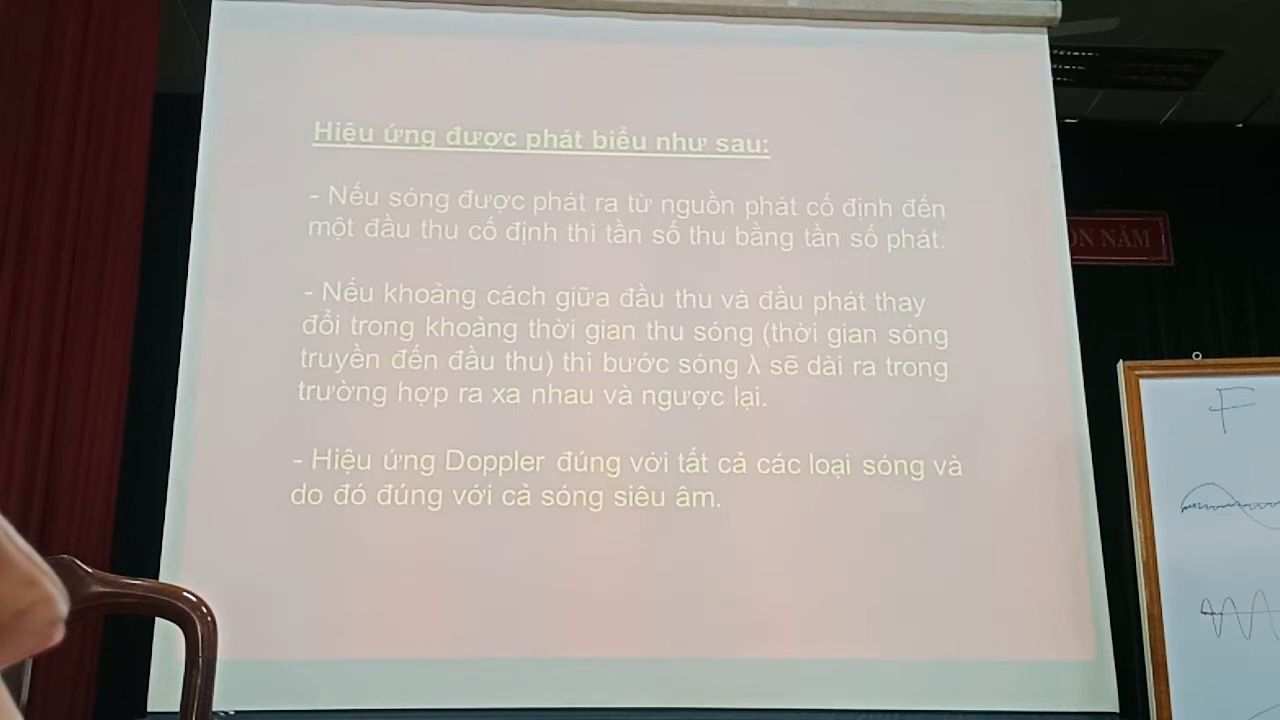 Hiệu ứng được phát biểu như sau:
- Nếu sóng được phát ra từ nguồn phát cố định đến
một đầu thu cố định thì tần số thu bằng tần số phát.
- Nếu khoảng cách giữa đầu thu và đầu phát thay
đổi trong khoảng thời gian thu sóng (thời gian sóng
truyền đến đầu thu) thì bước sóng λ sẽ dài ra trong
trường hợp ra xa nhau và ngược lại.
- Hiệu ứng Doppler đúng với tất cả các loại sóng và
do đó đúng với cả sóng siêu âm.
NĂM
F